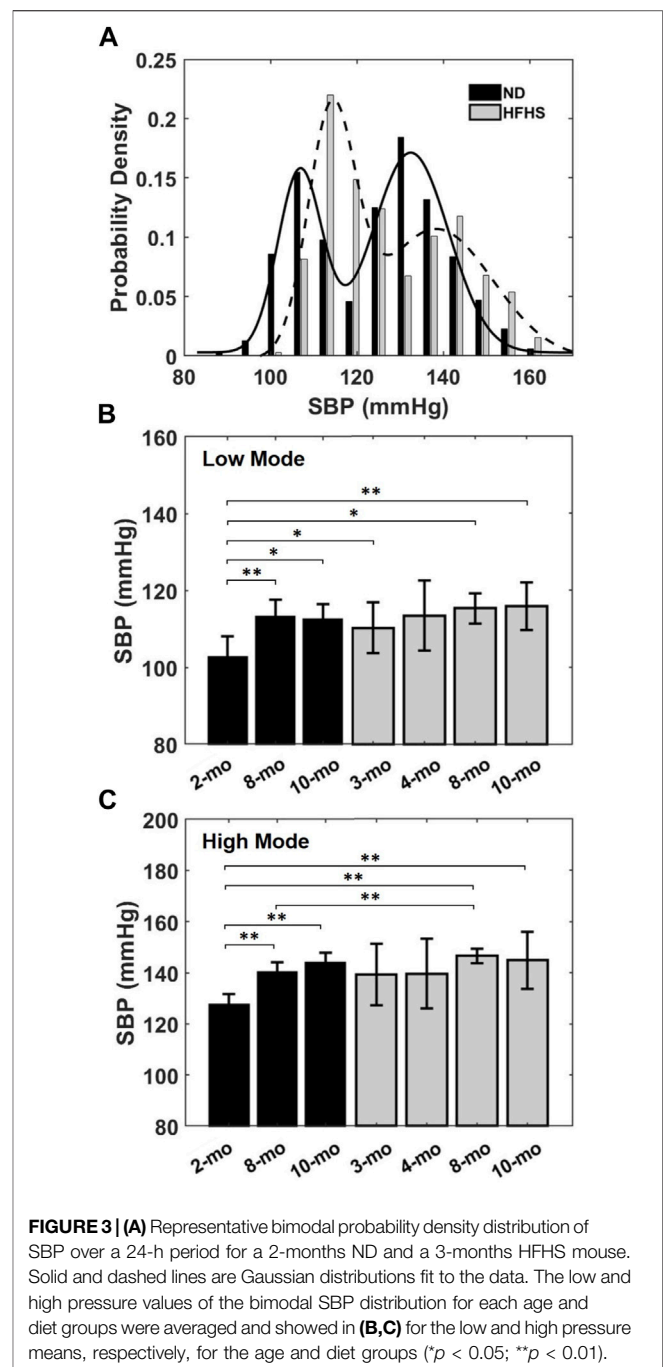 A
0.25
0.2
0.15
0.1
0.05
0
Probability Density
ND
HFHS
80 100 120 140 160
SBP (mmHg)
B
160
140
120
100
80
SBP (mmHg)
Low Mode
**
*
*
*
**
2-mo 8-mo 10-mo 3-mo 4-mo 8-mo 10-mo
C
200
180
160
140
120
100
80
SBP (mmHg)
High Mode
**
**
**
**
**
2-mo 8-mo 10-mo 3-mo 4-mo 8-mo 10-mo
FIGURE 3 | (A) Representative bimodal probability density distribution of
SBP over a 24-h period for a 2-months ND and a 3-months HFHS mouse.
Solid and dashed lines are Gaussian distributions fit to the data. The low and
high pressure values of the bimodal SBP distribution for each age and
diet groups were averaged and showed in (B,C) for the low and high pressure
means, respectively, for the age and diet groups (*p < 0.05; **p < 0.01).